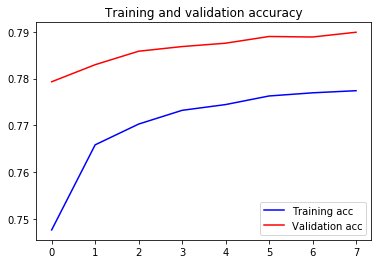 Training and validation accuracy
0.79
0.78
0.77
0.76
0.75
0 1 2 3 4 5 6 7
Training acc
Validation acc